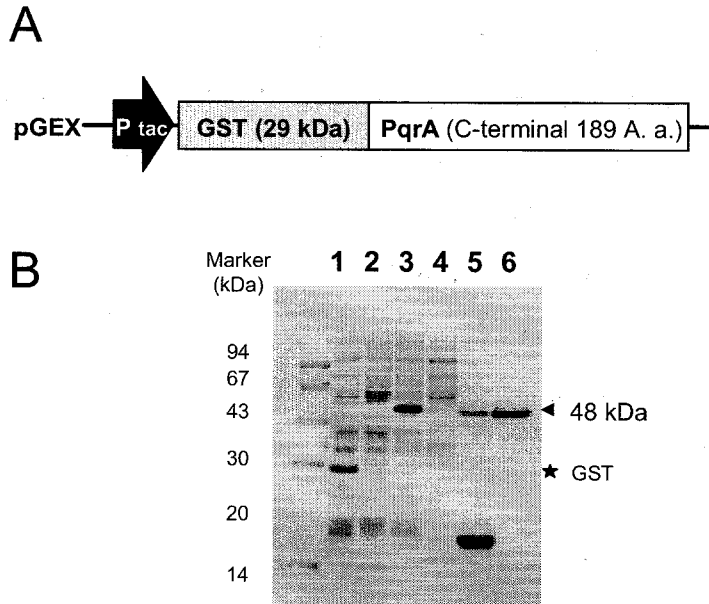 A
pGEX
P tac
GST (29 kDa)
PqrA (C-terminal 189 A. a.)
B
Marker
(kDa)
1 2 3 4 5 6
94
67
43
48 kDa
30
GST
20
14